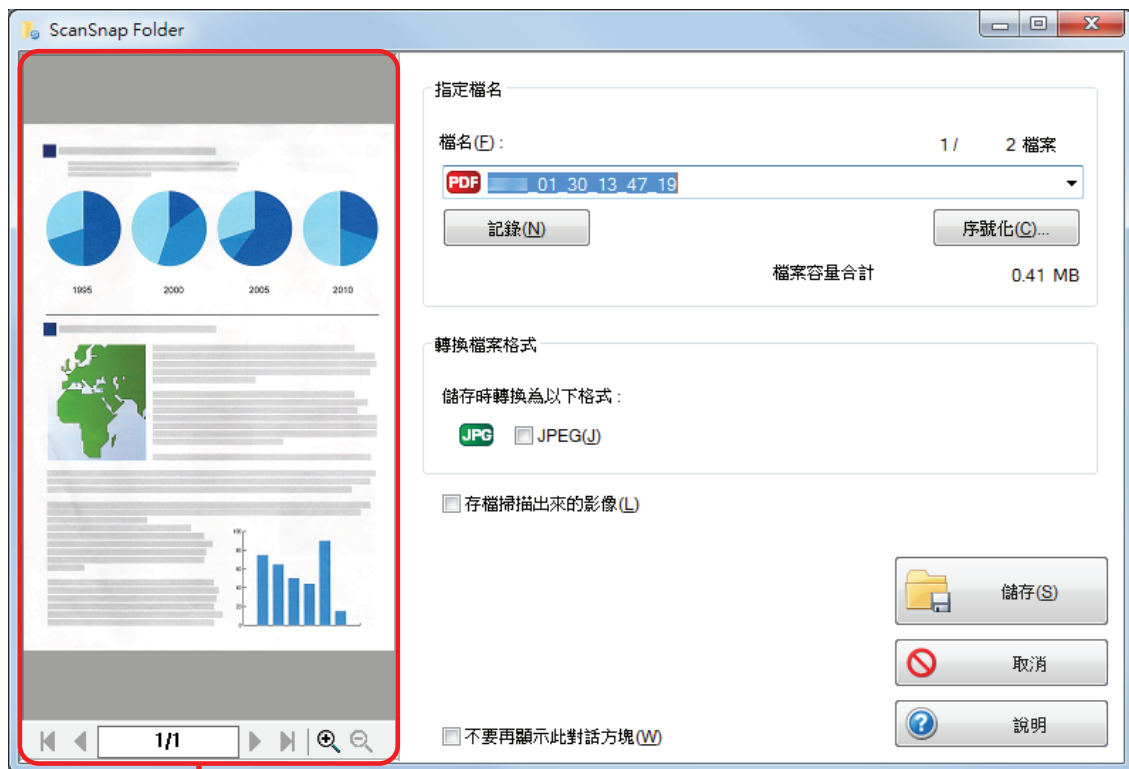 ScanSnap Folder
1995 2000 2005 2010
1/1
指定檔名
檔名(F) :
1 / 2 檔案
PDF _01_30_13_47_19
記錄(N)
序號化(C)...
檔案容量合計 0.41 MB
轉換檔案格式
儲存時轉換為以下格式 :
JPG JPEG(J)
存檔掃描出來的影像(L)
儲存(S)
取消
說明
不要再顯示此對話方塊(W)